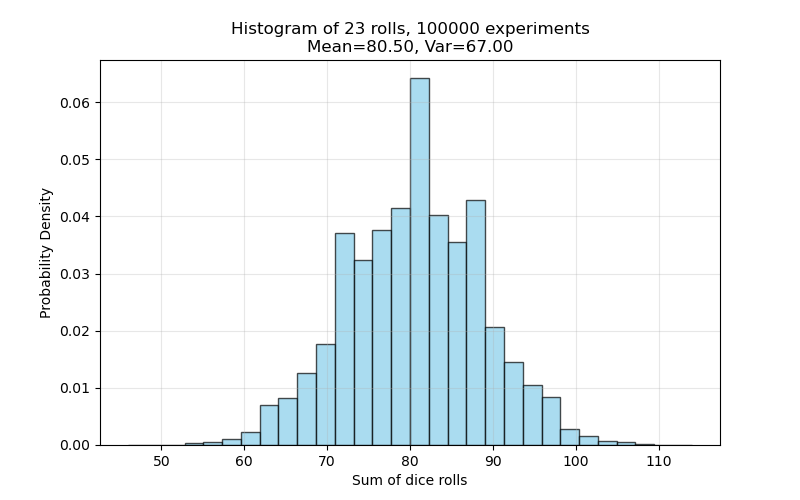 Histogram of 23 rolls, 100000 experiments
Mean=80.50, Var=67.00
0.06
0.05
0.04
0.03
0.02
0.01
0.00
Probability Density
50 60 70 80 90 100 110
Sum of dice rolls